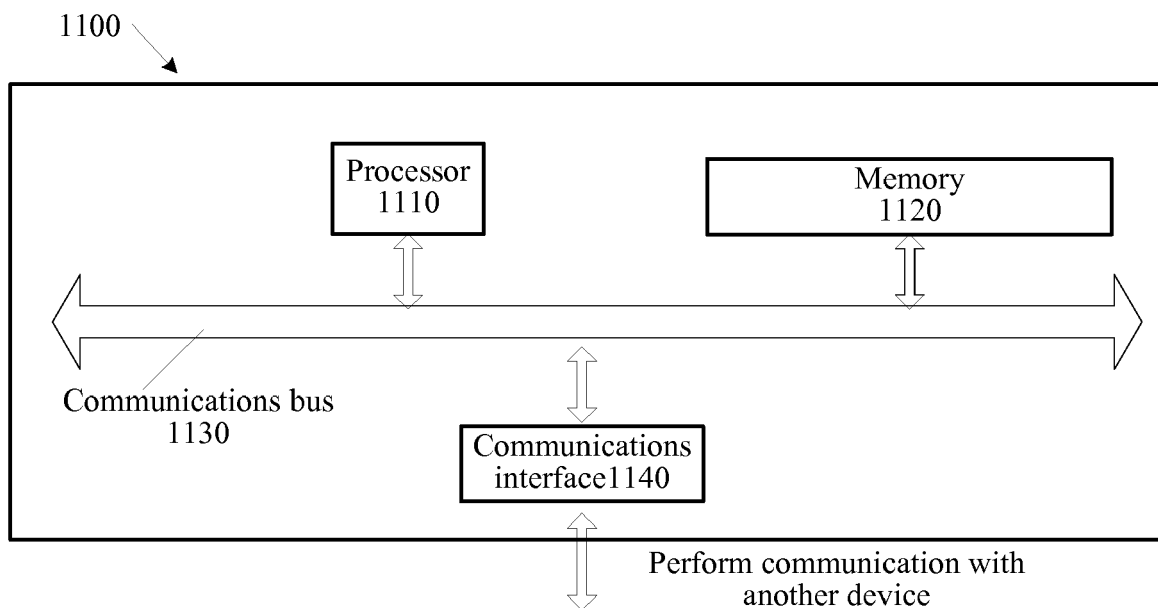 1100
Processor
1110
Memory
1120
Communications bus
1130
Communications
interface1140
Perform communication with
another device